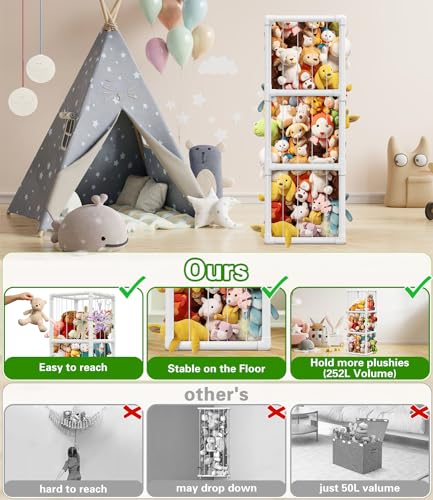 Ours
Easy to reach
Stable on the Floor
Hold more plushies
(252L Volume)
other's
hard to reach
may drop down
just 50L valume